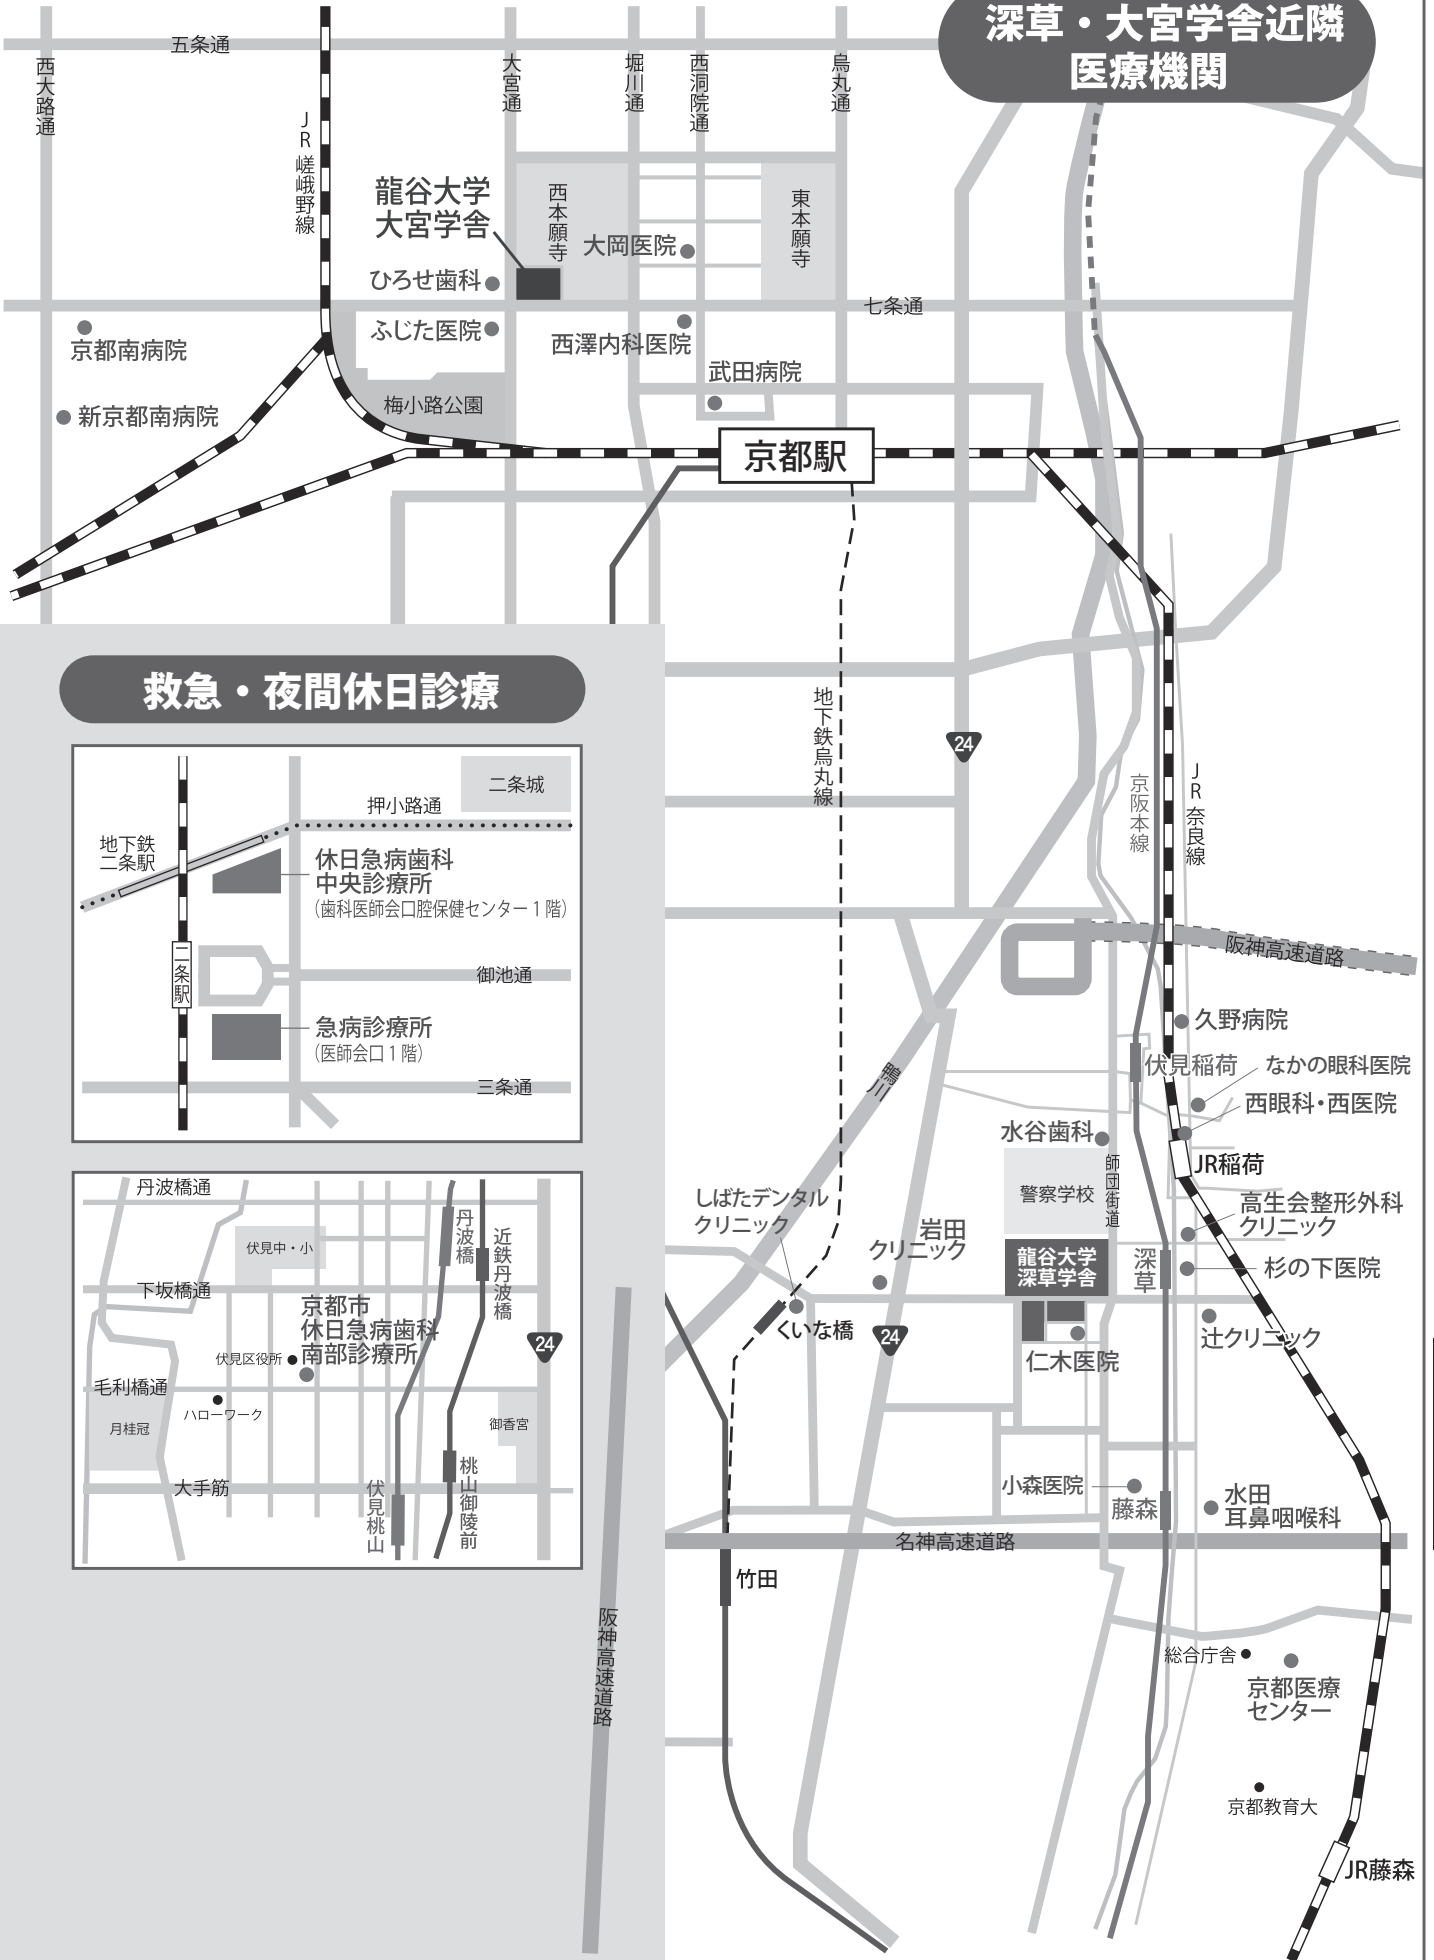 深草・大宮学舎近隣
医療機関
五条通
西大路通
大宮通
堀川通
西洞院通
烏丸通
JR嵯峨野線
龍谷大学
大宮学舎
西本願寺
東本願寺
大岡医院
ひろせ歯科
七条通
ふじた医院
西澤内科医院
京都南病院
武田病院
新京都南病院
梅小路公園
京都駅
地下鉄烏丸線
24
京阪本線
JR奈良線
阪神高速道路
久野病院
伏見稲荷
なかの眼科医院
西眼科・西医院
鴨川
水谷歯科
師団街道
警察学校
JR稲荷
しばたデンタル
クリニック
岩田
クリニック
龍谷大学
深草学舎
深草
高生会整形外科
クリニック
杉の下医院
くいな橋
24
仁木医院
辻クリニック
小森医院
藤森
水田
耳鼻咽喉科
名神高速道路
竹田
阪神高速道路
総合庁舎
京都医療
センター
京都教育大
JR藤森
救急・夜間休日診療
二条城
押小路通
地下鉄
二条駅
休日急病歯科
中央診療所
（歯科医師会口腔保健センター１階）
二条駅
御池通
急病診療所
（医師会口１階）
三条通
丹波橋通
丹波橋
近鉄丹波橋
伏見中・小
下坂橋通
京都市
休日急病歯科
南部診療所
伏見区役所
24
毛利橋通
ハローワーク
月桂冠
御香宮
大手筋
伏見桃山
桃山御陵前